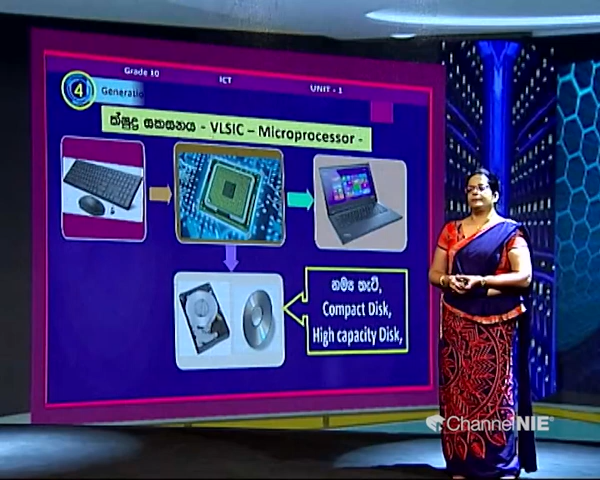 Grade 10
ICT
UNIT - 1
4
Generatio
ක්ෂුද්‍ර සකසනය - VLSIC – Microprocessor -
නම්‍ය තැටි,
Compact Disk,
High capacity Disk,
ChannelNIE